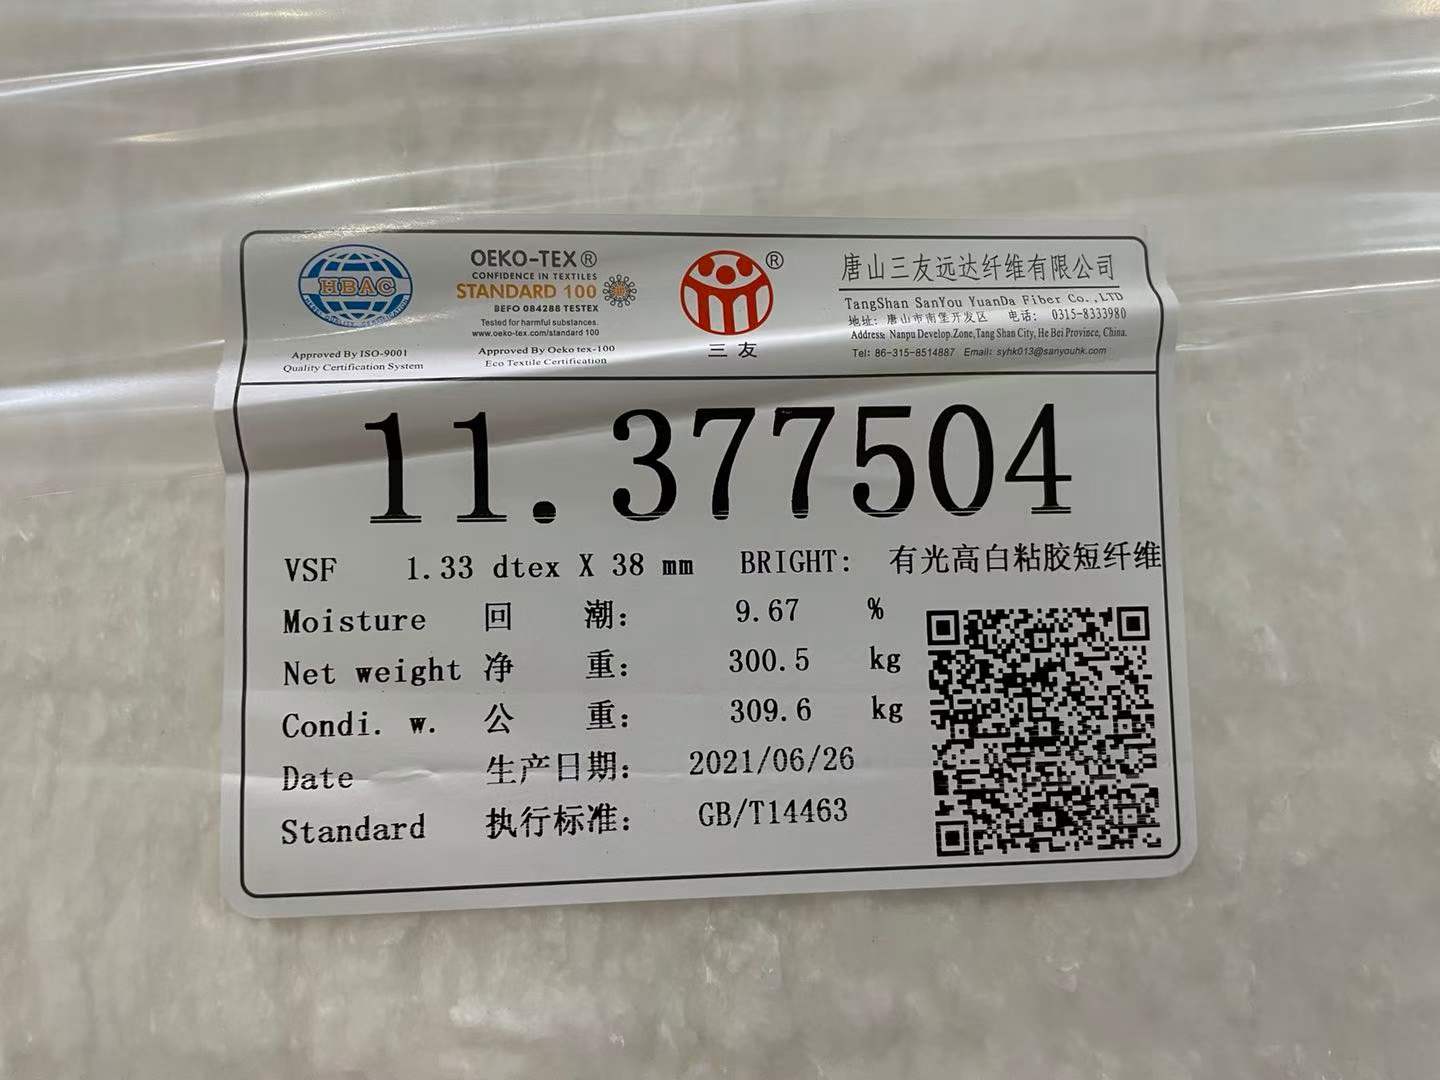 HBAC
Approved By ISO-9001
Quality Certification System
OEKO-TEX®
CONFIDENCE IN TEXTILES
STANDARD 100
BEFO 084288 TESTEX
Tested for harmful substances.
www.oeko-tex.com/standard 100
Approved By Oeko tex-100
Eco Textile Certification
®
三友
唐山三友远达纤维有限公司
TangShan SanYou YuanDa Fiber Co.,LTD
地址: 唐山市南堡开发区 电话: 0315-8333980
Address: Nanpu Develop.Zone,Tang Shan City, He Bei Province, China.
Tel: 86-315-8514887 Email: syhk013@sanyouhk.com
11.377504
VSF 1.33 dtex X 38 mm BRIGHT: 有光高白粘胶短纤维
Moisture 回 潮: 9.67 %
Net weight 净 重: 300.5 kg
Condi. w. 公 重: 309.6 kg
Date 生产日期: 2021/06/26
Standard 执行标准: GB/T14463